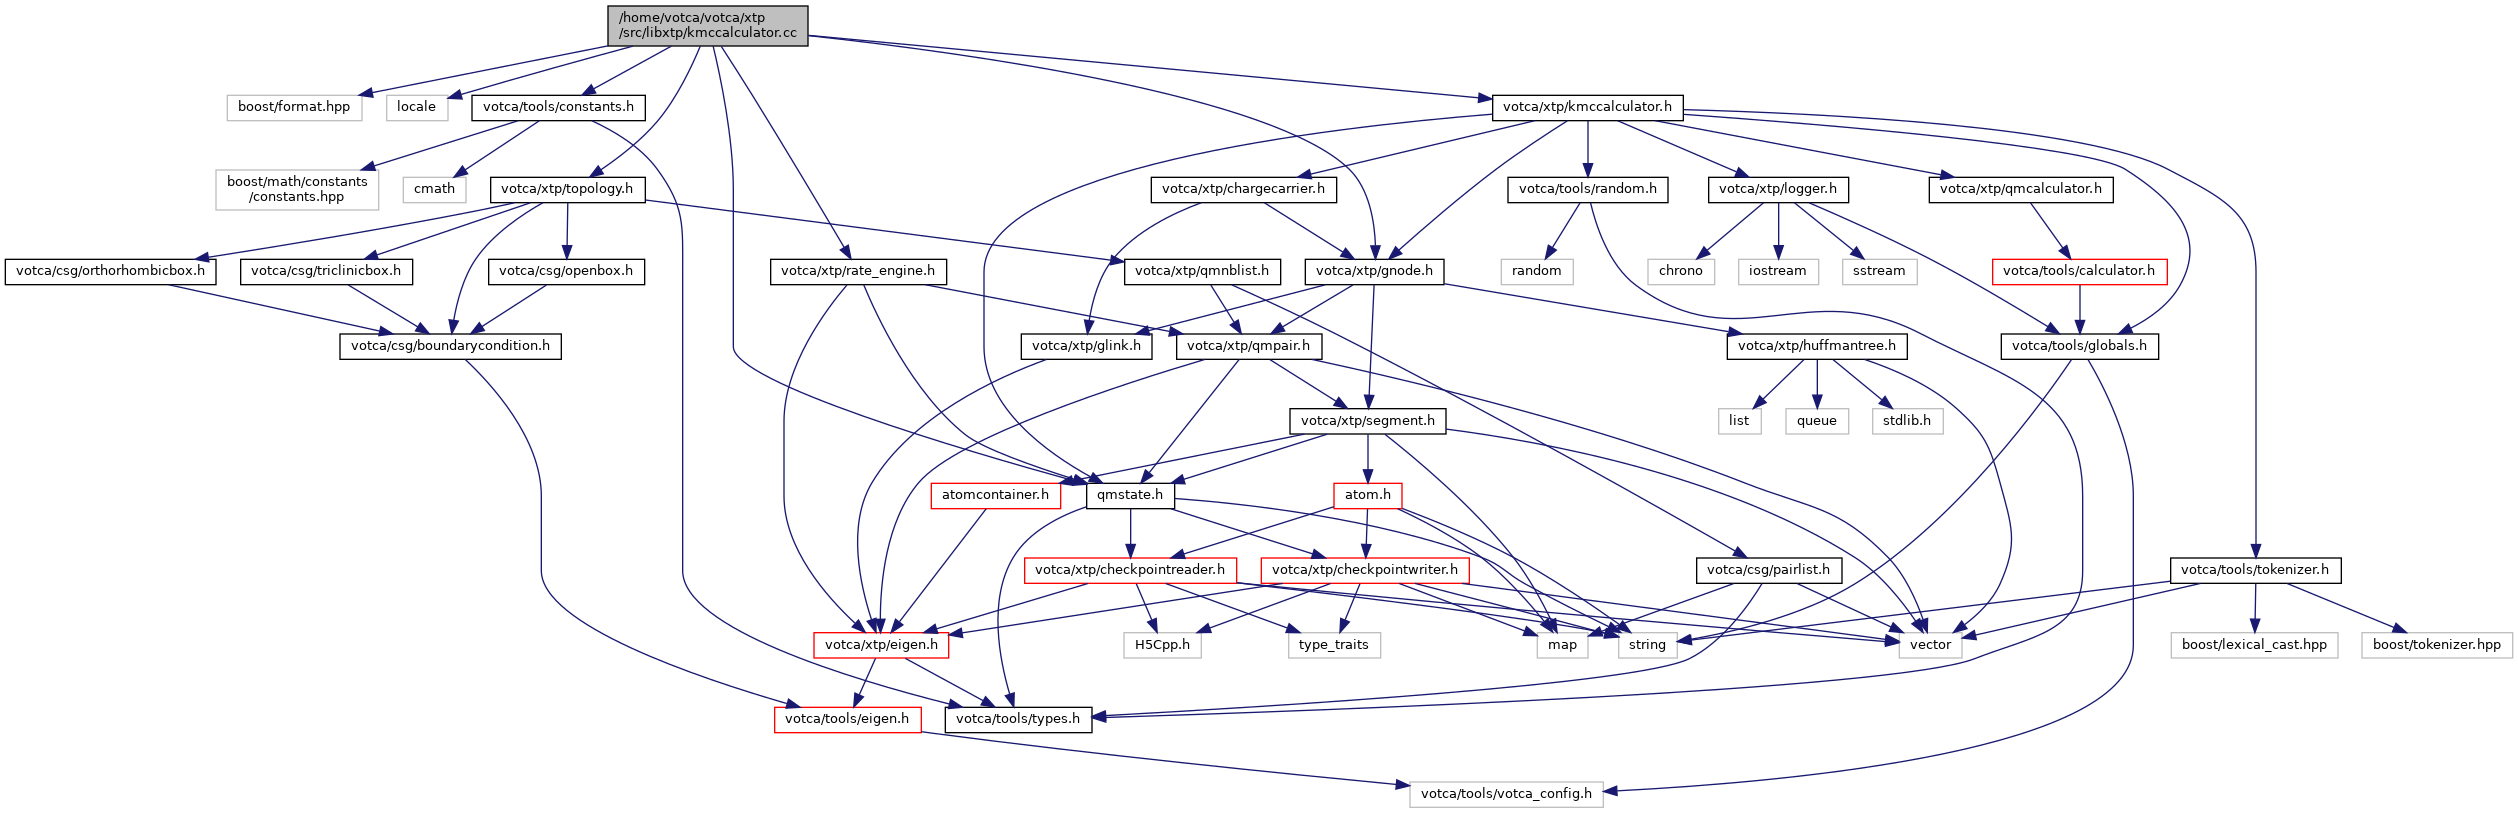 /home/votca/votca/xtp
/src/libxtp/kmccalculator.cc
boost/format.hpp
locale
votca/tools/constants.h
votca/xtp/kmccalculator.h
boost/math/constants
/constants.hpp
cmath
votca/xtp/topology.h
votca/xtp/chargecarrier.h
votca/tools/random.h
votca/xtp/logger.h
votca/xtp/qmcalculator.h
votca/csg/orthorhombicbox.h
votca/csg/triclinicbox.h
votca/csg/openbox.h
votca/xtp/rate_engine.h
votca/xtp/qmnblist.h
votca/xtp/gnode.h
random
chrono
iostream
sstream
votca/tools/calculator.h
votca/csg/boundarycondition.h
votca/xtp/glink.h
votca/xtp/qmpair.h
votca/xtp/huffmantree.h
votca/tools/globals.h
votca/xtp/segment.h
list
queue
stdlib.h
atomcontainer.h
qmstate.h
atom.h
votca/xtp/checkpointreader.h
votca/xtp/checkpointwriter.h
votca/csg/pairlist.h
votca/tools/tokenizer.h
votca/xtp/eigen.h
H5Cpp.h
type_traits
map
string
vector
boost/lexical_cast.hpp
boost/tokenizer.hpp
votca/tools/eigen.h
votca/tools/types.h
votca/tools/votca_config.h